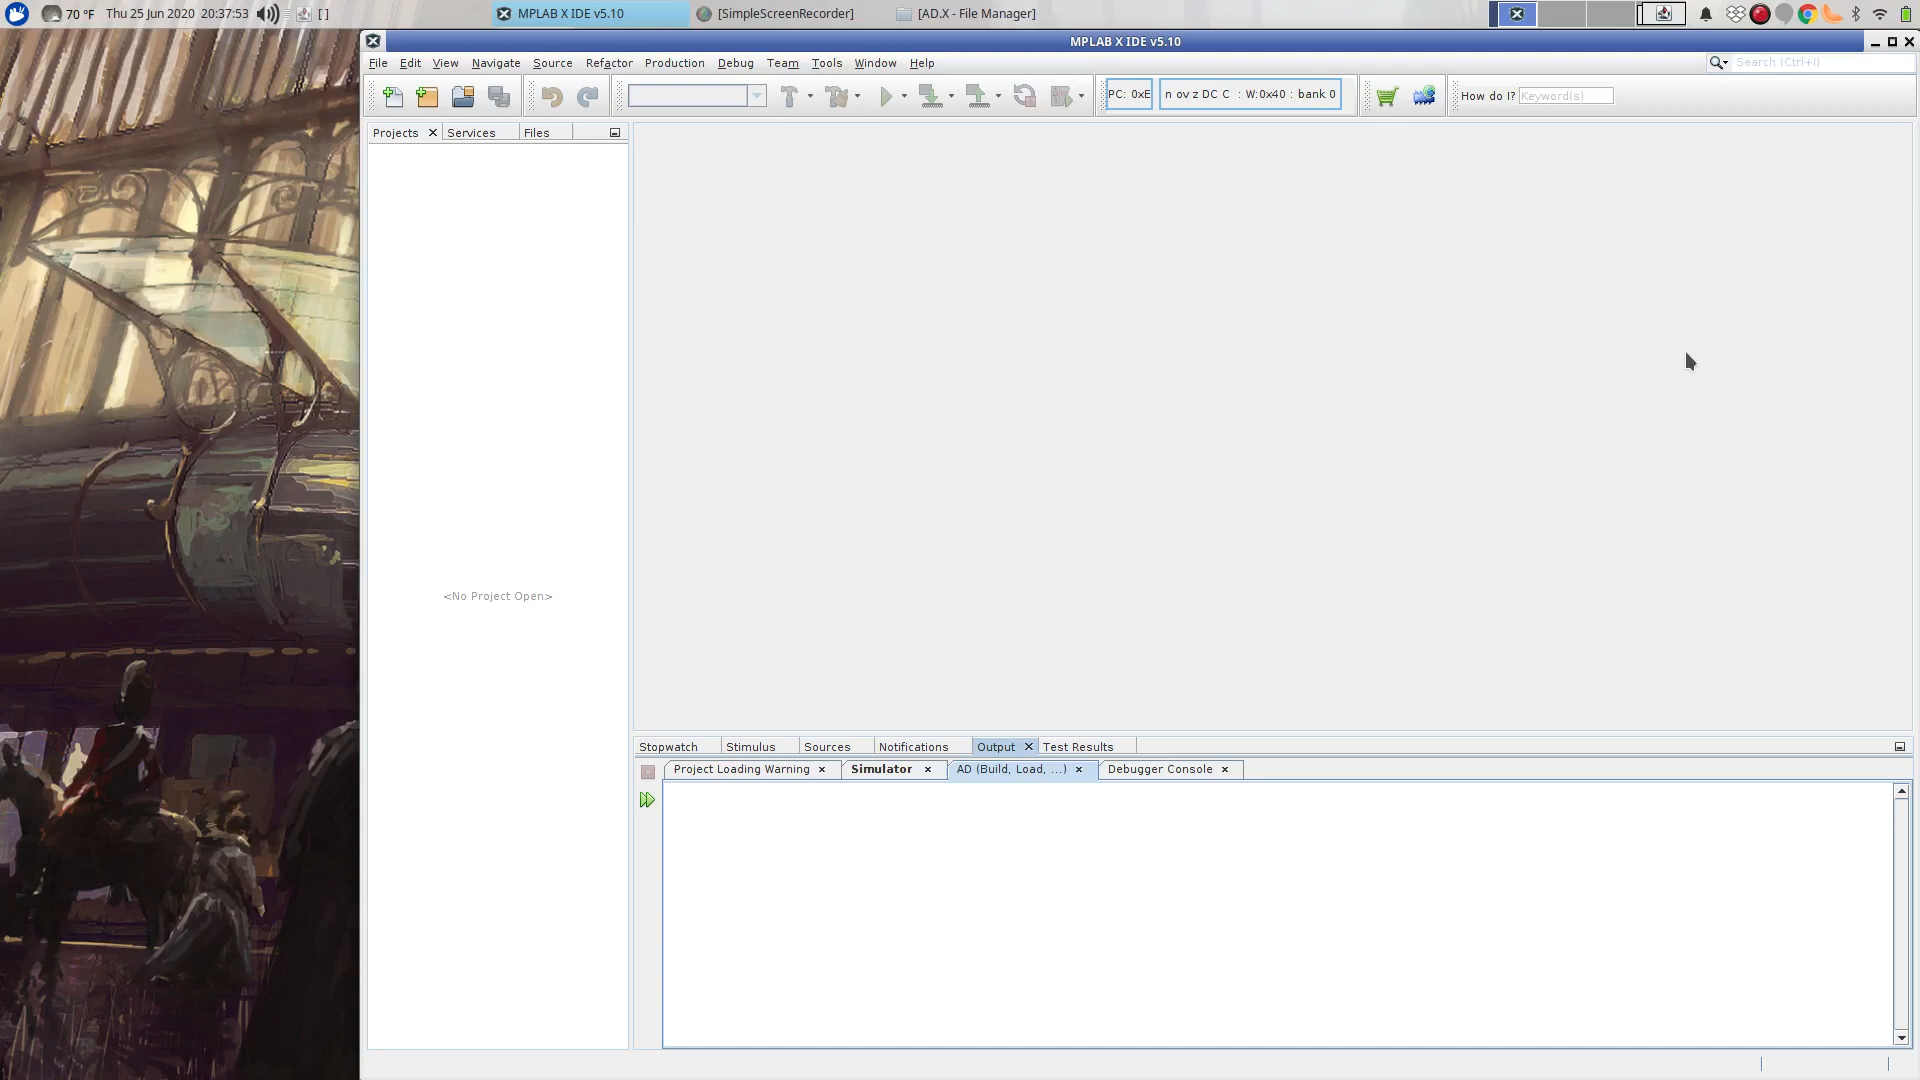 70 °F Thu 25 Jun 2020 20:37:53 [ ] MPLAB X IDE v5.10 [SimpleScreenRecorder] [AD.X - File Manager]
MPLAB X IDE v5.10
File Edit View Navigate Source Refactor Production Debug Team Tools Window Help Search (Ctrl+I)
PC: 0xE n ov z DC C : W:0x40 : bank 0 How do I? Keyword(s)
Projects Services Files
<No Project Open>
Stopwatch Stimulus Sources Notifications Output Test Results
Project Loading Warning Simulator AD (Build, Load, ...) Debugger Console